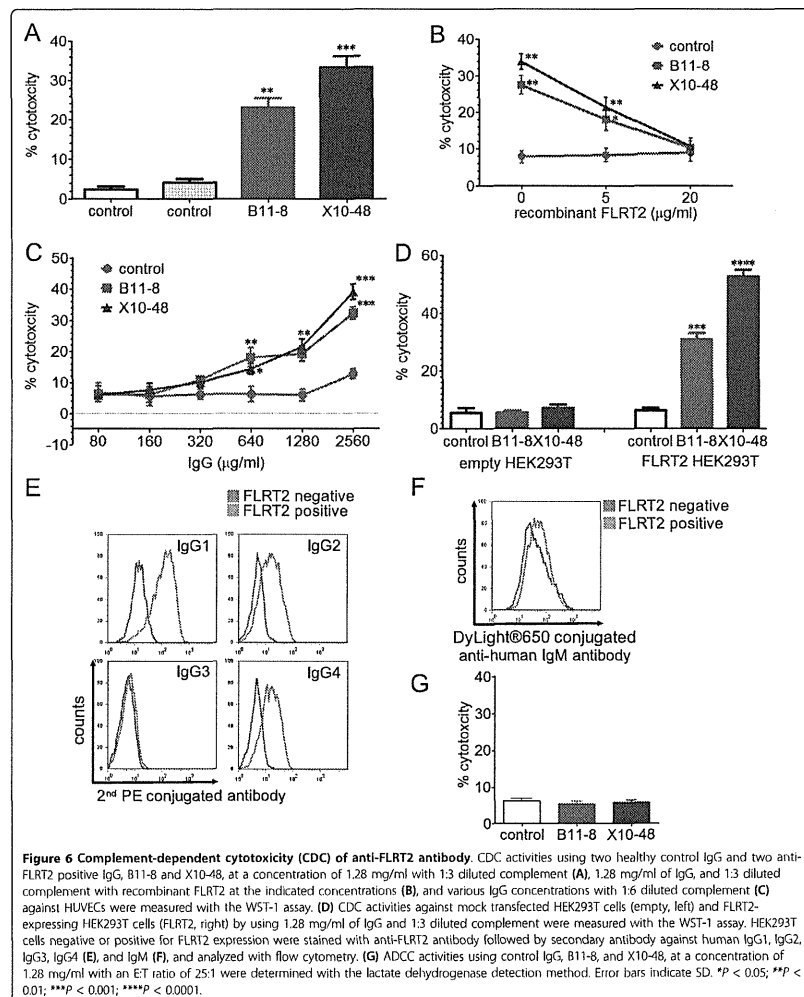 A
% cytotoxcity
40
30
20
10
0
**
***
control
control
B11-8
X10-48
B
% cytotoxcity
40
30
20
10
0
control
B11-8
X10-48
**
**
**
*
0
5
20
recombinant FLRT2 (μg/ml)
C
% cytotoxcity
50
40
30
20
10
0
-10
control
B11-8
X10-48
**
*
**
***
***
80
160
320
640
1280
2560
IgG (μg/ml)
D
% cytotoxcity
60
40
20
0
***
****
control B11-8X10-48
empty HEK293T
control B11-8X10-48
FLRT2 HEK293T
E
FLRT2 negative
FLRT2 positive
IgG1
IgG2
IgG3
IgG4
counts
2nd PE conjugated antibody
F
FLRT2 negative
FLRT2 positive
counts
DyLight®650 conjugated
anti-human IgM antibody
G
% cytotoxcity
40
30
20
10
0
control
B11-8
X10-48
Figure 6 Complement-dependent cytotoxicity (CDC) of anti-FLRT2 antibody. CDC activities using two healthy control IgG and two anti-
FLRT2 positive IgG, B11-8 and X10-48, at a concentration of 1.28 mg/ml with 1:3 diluted complement (A), 1.28 mg/ml of IgG, and 1:3 diluted
complement with recombinant FLRT2 at the indicated concentrations (B), and various IgG concentrations with 1:6 diluted complement (C)
against HUVECs were measured with the WST-1 assay. (D) CDC activities against mock transfected HEK293T cells (empty, left) and FLRT2-
expressing HEK293T cells (FLRT2, right) by using 1.28 mg/ml of IgG and 1:3 diluted complement were measured with the WST-1 assay. HEK293T
cells negative or positive for FLRT2 expression were stained with anti-FLRT2 antibody followed by secondary antibody against human IgG1, IgG2,
IgG3, IgG4 (E), and IgM (F), and analyzed with flow cytometry. (G) ADCC activities using control IgG, B11-8, and X10-48, at a concentration of
1.28 mg/ml with an E:T ratio of 25:1 were determined with the lactate dehydrogenase detection method. Error bars indicate SD. *P < 0.05; **P <
0.01; ***P < 0.001; ****P < 0.0001.